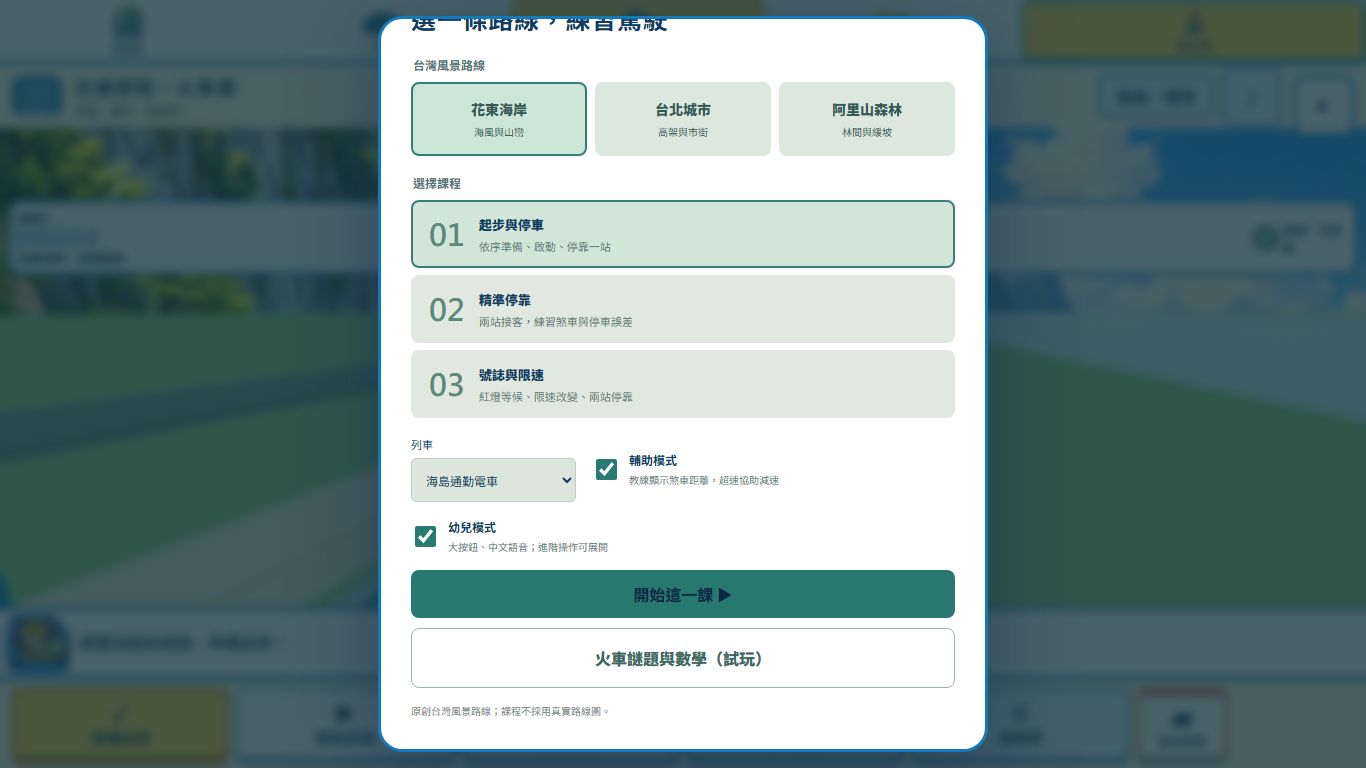 選一條路線，練習駕駛
台灣風景路線
花東海岸
海風與山巒
台北城市
高架與市街
阿里山森林
林間與緩坡
選擇課程
01
起步與停車
依序準備、啟動、停靠一站
02
精準停靠
兩站接客，練習煞車與停車誤差
03
號誌與限速
紅燈等候、限速改變、兩站停靠
列車
海島通勤電車
輔助模式
教練顯示煞車距離，超速協助減速
幼兒模式
大按鈕、中文語音；進階操作可展開
開始這一課 ▶
火車謎題與數學（試玩）
原創台灣風景路線；課程不採用真實路線圖。